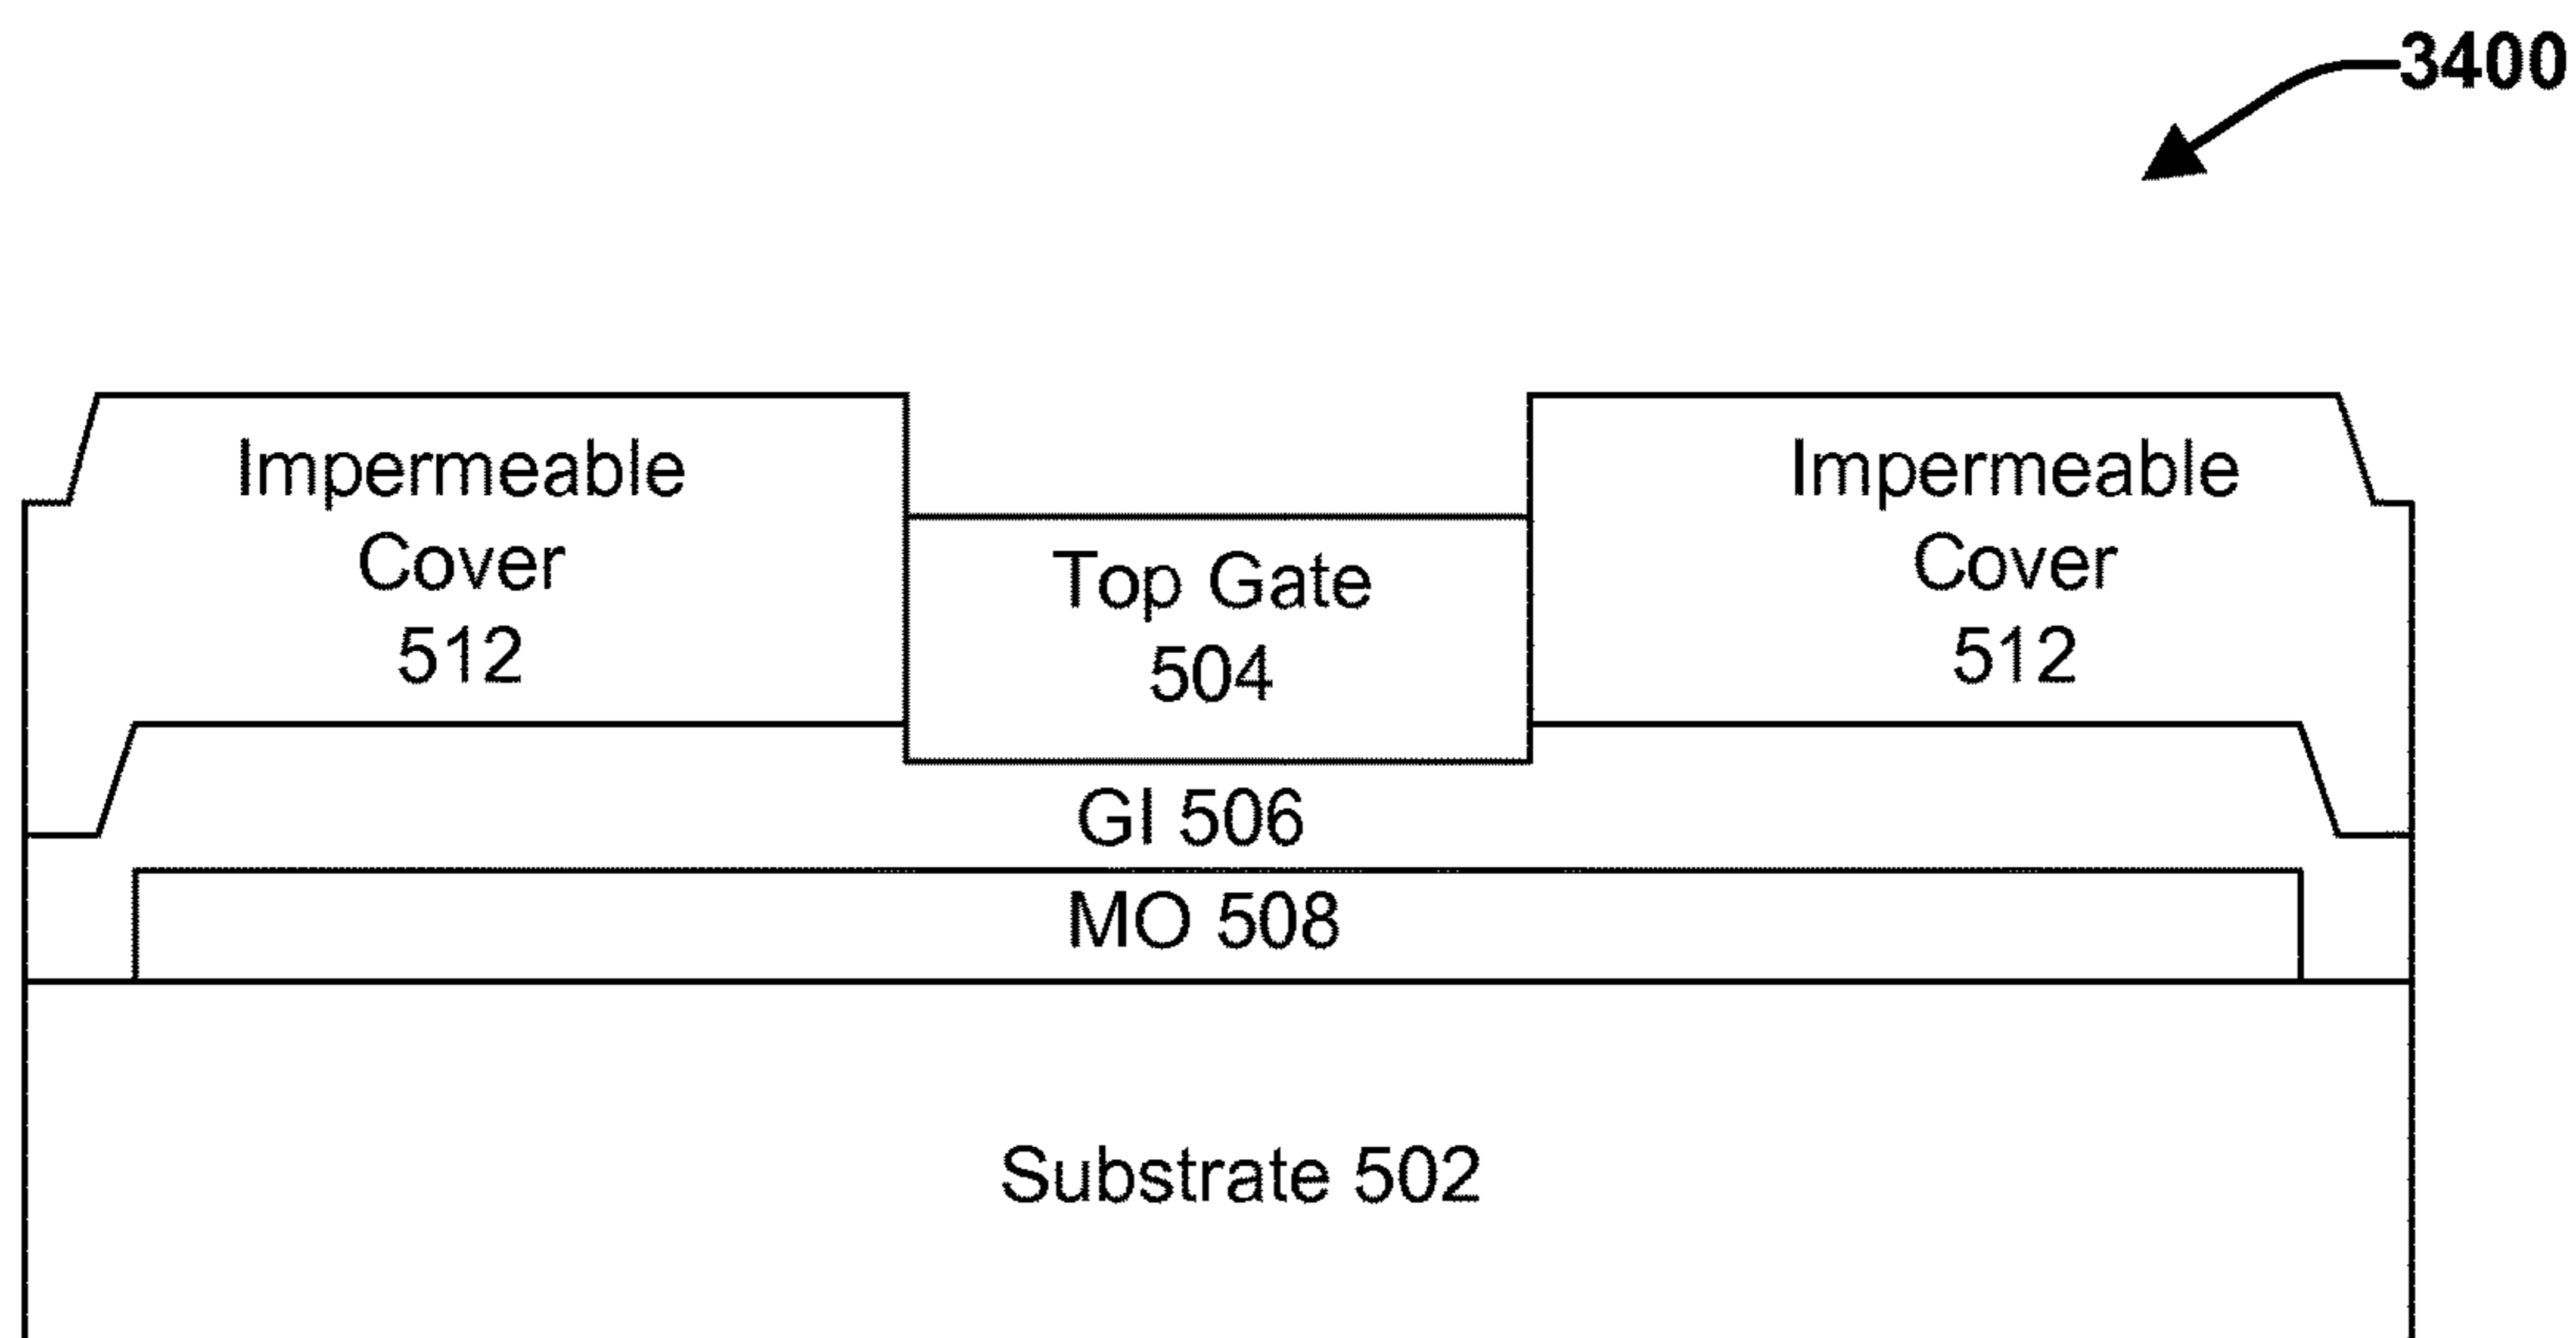 3400
Impermeable
Cover
512
Top Gate
504
Impermeable
Cover
512
GI 506
MO 508
Substrate 502